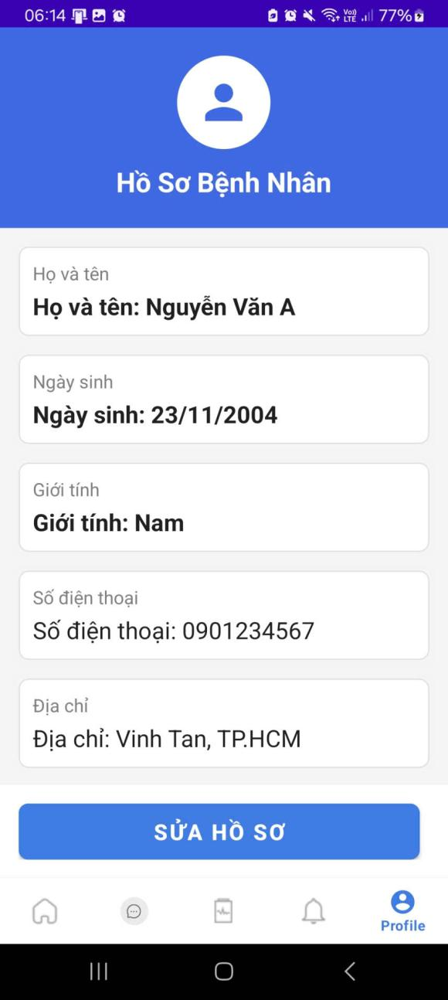 06:14
Vo))
LTE
77%
Hồ Sơ Bệnh Nhân
Họ và tên
Họ và tên: Nguyễn Văn A
Ngày sinh
Ngày sinh: 23/11/2004
Giới tính
Giới tính: Nam
Số điện thoại
Số điện thoại: 0901234567
Địa chỉ
Địa chỉ: Vinh Tan, TP.HCM
SỬA HỒ SƠ
Profile